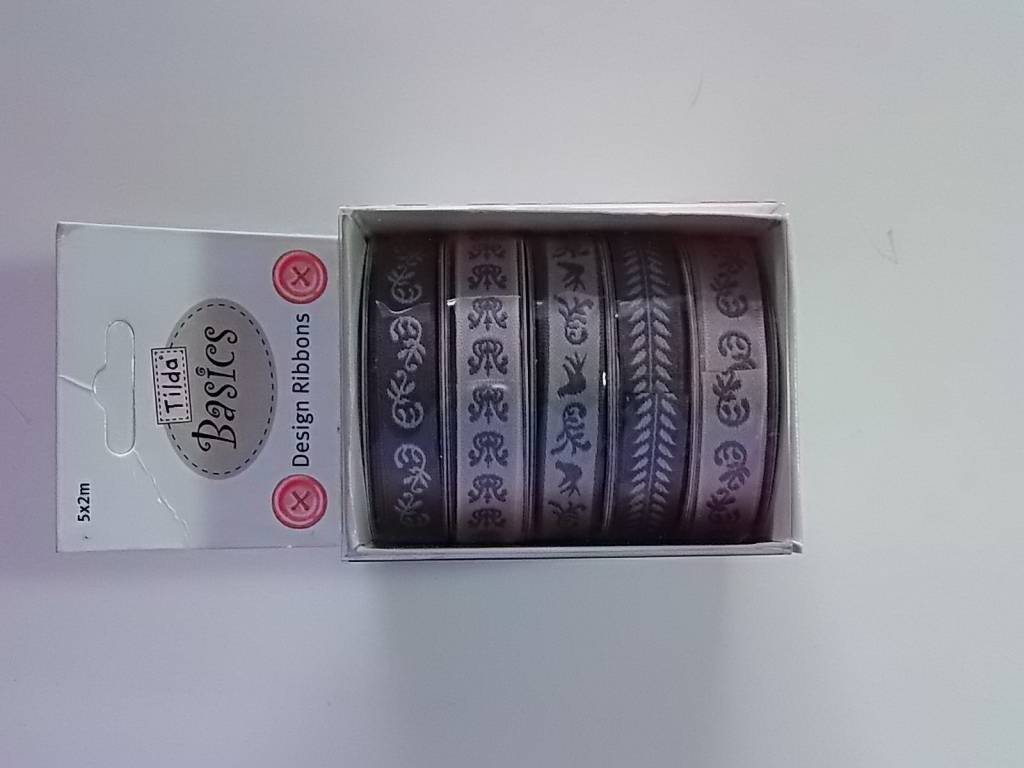 Tilda
Basics
Design Ribbons
5x2m